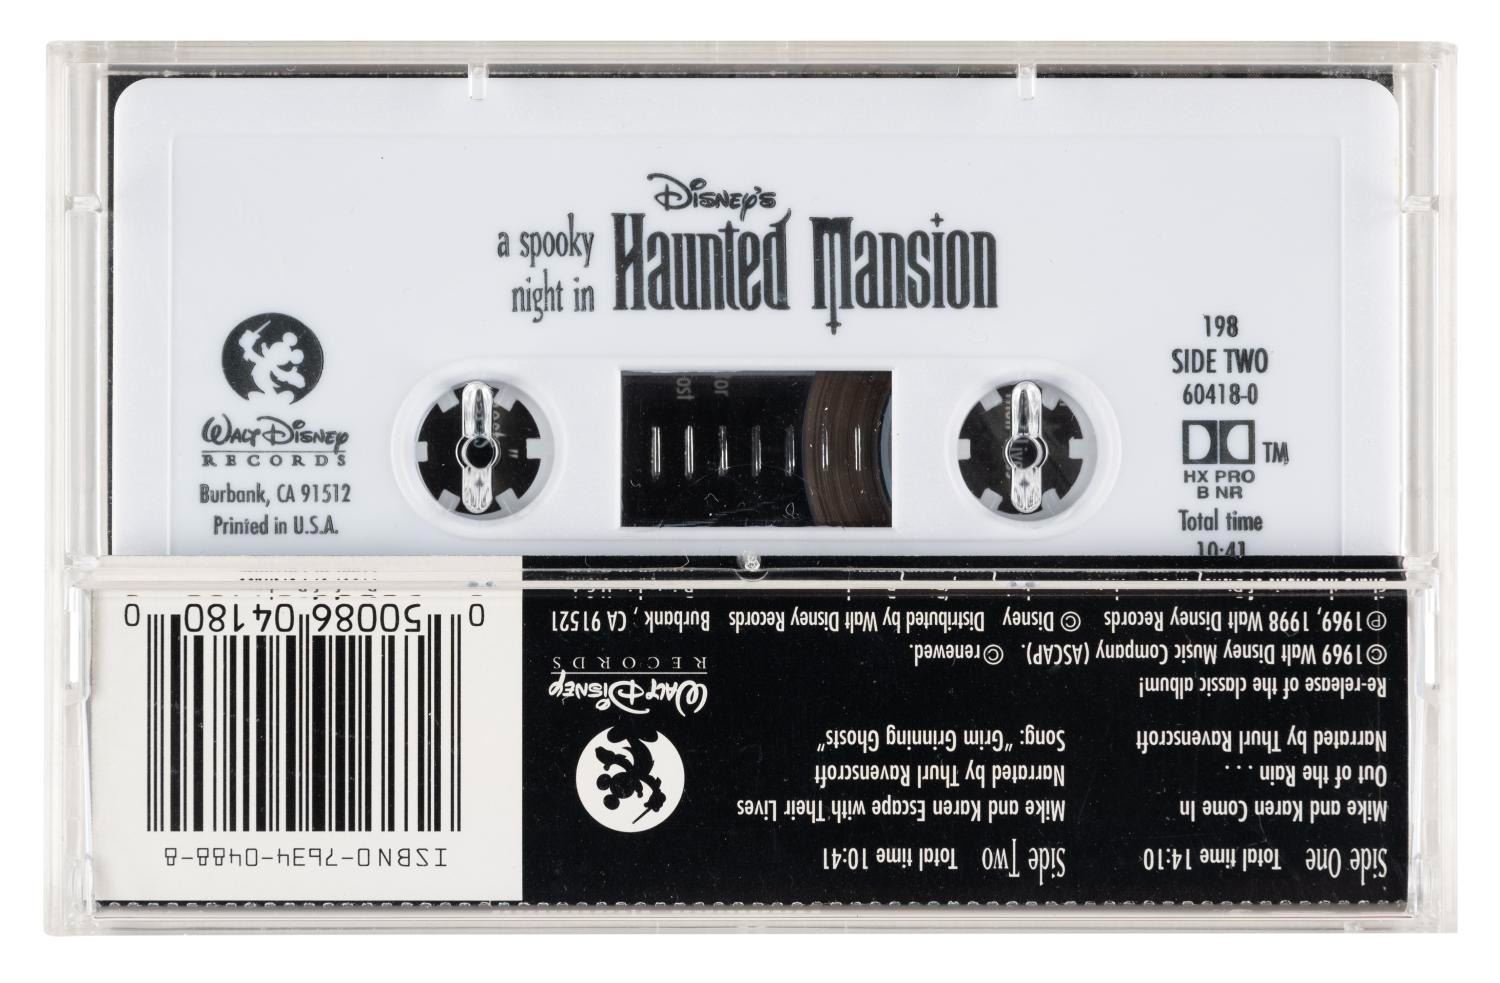 Disney's
a spooky
night in
Haunted Mansion
WALT DISNEY
RECORDS
Burbank, CA 91512
Printed in U.S.A.
198
SIDE TWO
60418-0
TM
HX PRO
B NR
Total time
10:41
Side One Total time 14:10
Mike and Karen Come In
Out of the Rain . . .
Narrated by Thurl Ravenscroft
Side Two Total time 10:41
Mike and Karen Escape with Their Lives
Narrated by Thurl Ravenscroft
Song: "Grim Grinning Ghosts"
Re-release of the classic album!
© 1969 Walt Disney Music Company (ASCAP). © renewed.
℗ 1969, 1998 Walt Disney Records © Disney Distributed by Walt Disney Records Burbank , CA 91521
WALT DISNEY
RECORDS
ISBN 0-7634-0488-8
0 50086 04180 0